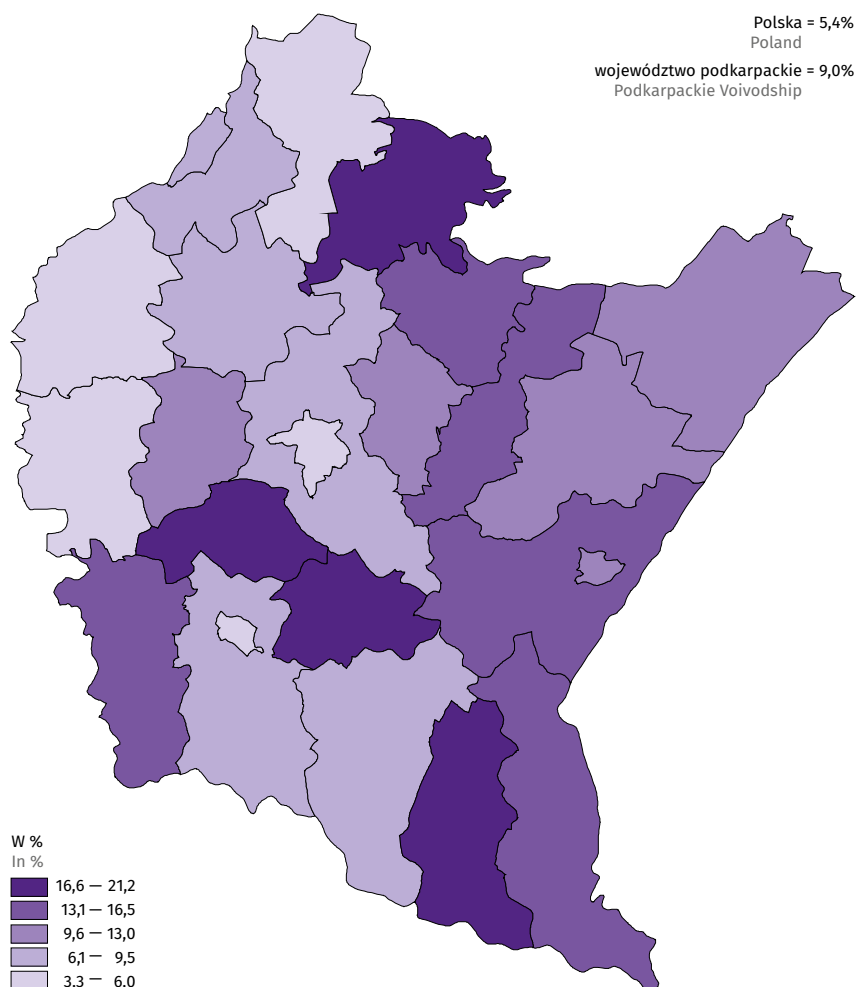 Polska = 5,4%
Poland
województwo podkarpackie = 9,0%
Podkarpackie Voivodship
W %
In %
16,6 — 21,2
13,1 — 16,5
9,6 — 13,0
6,1 — 9,5
3,3 — 6,0